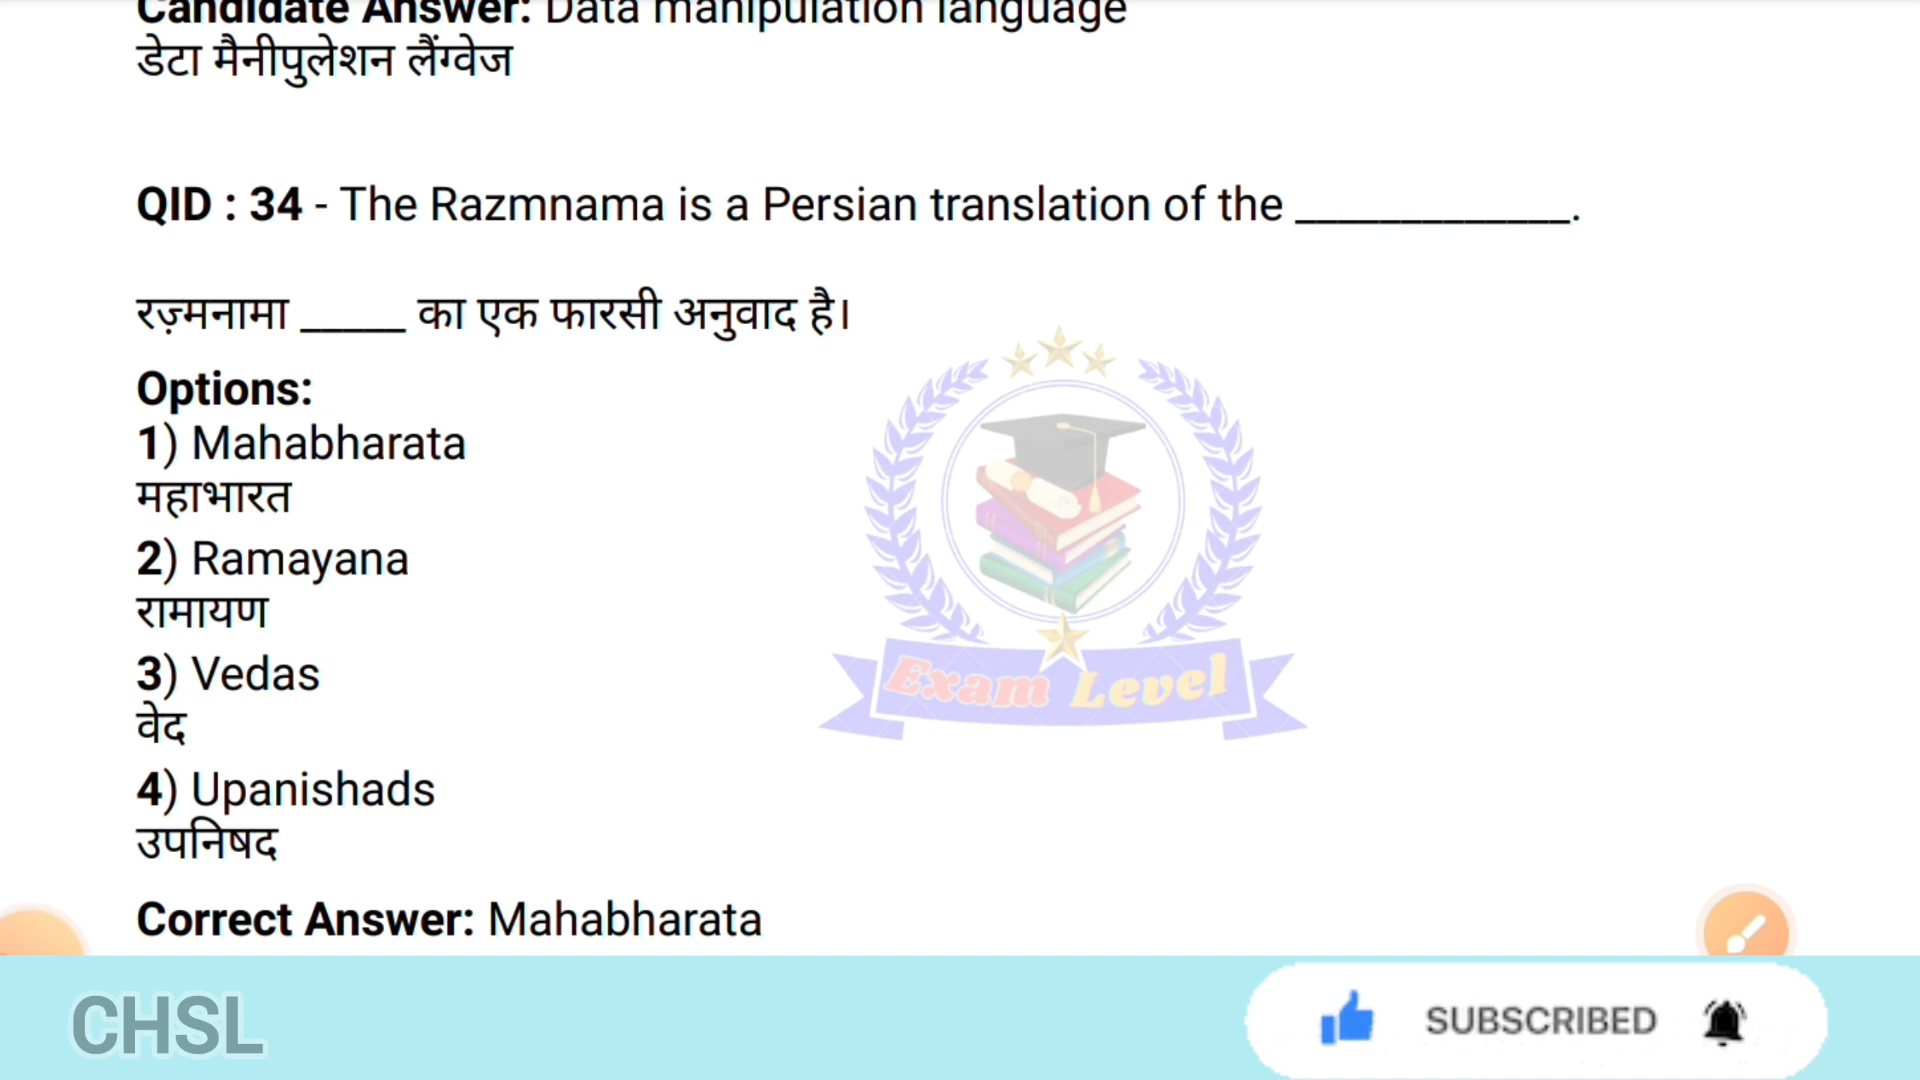 Candidate Answer: Data manipulation language
डेटा मैनीपुलेशन लैंग्वेज
QID : 34 - The Razmnama is a Persian translation of the _____________.
रज़्मनामा _____ का एक फारसी अनुवाद है।
Options:
1) Mahabharata
महाभारत
2) Ramayana
रामायण
3) Vedas
वेद
4) Upanishads
उपनिषद
Exam Level
Correct Answer: Mahabharata
CHSL
SUBSCRIBED